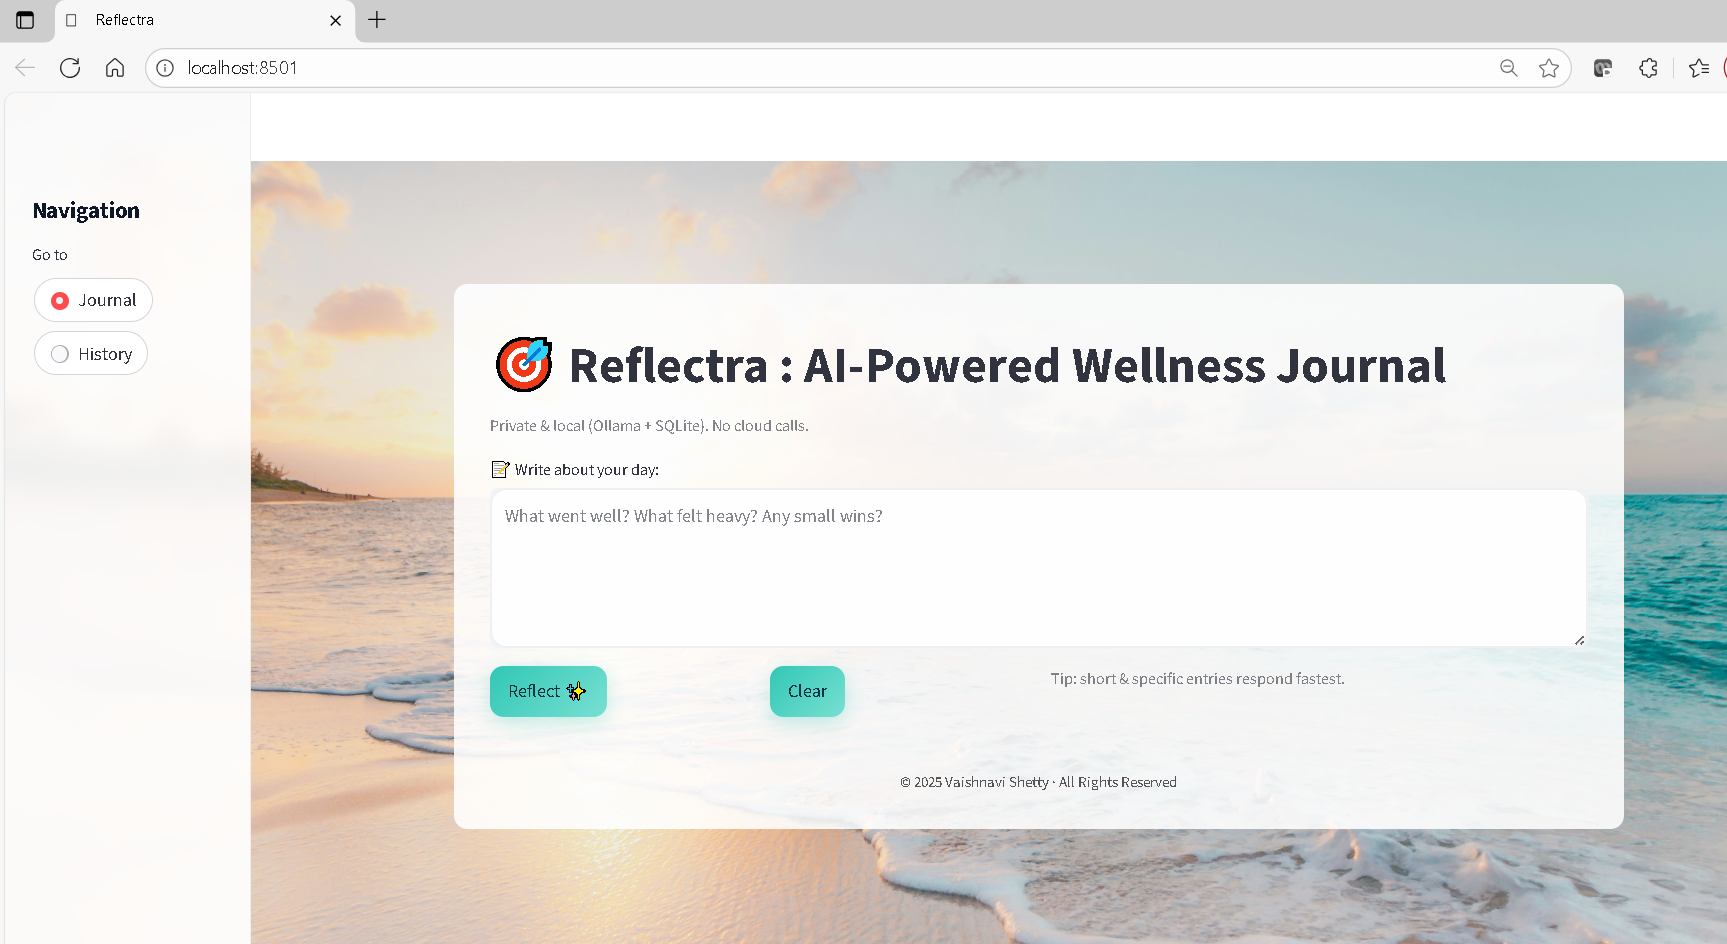 Reflectra
localhost:8501
Navigation
Go to
Journal
History
🎯 Reflectra : AI-Powered Wellness Journal
Private & local (Ollama + SQLite). No cloud calls.
📝 Write about your day:
What went well? What felt heavy? Any small wins?
Reflect ✨
Clear
Tip: short & specific entries respond fastest.
© 2025 Vaishnavi Shetty · All Rights Reserved